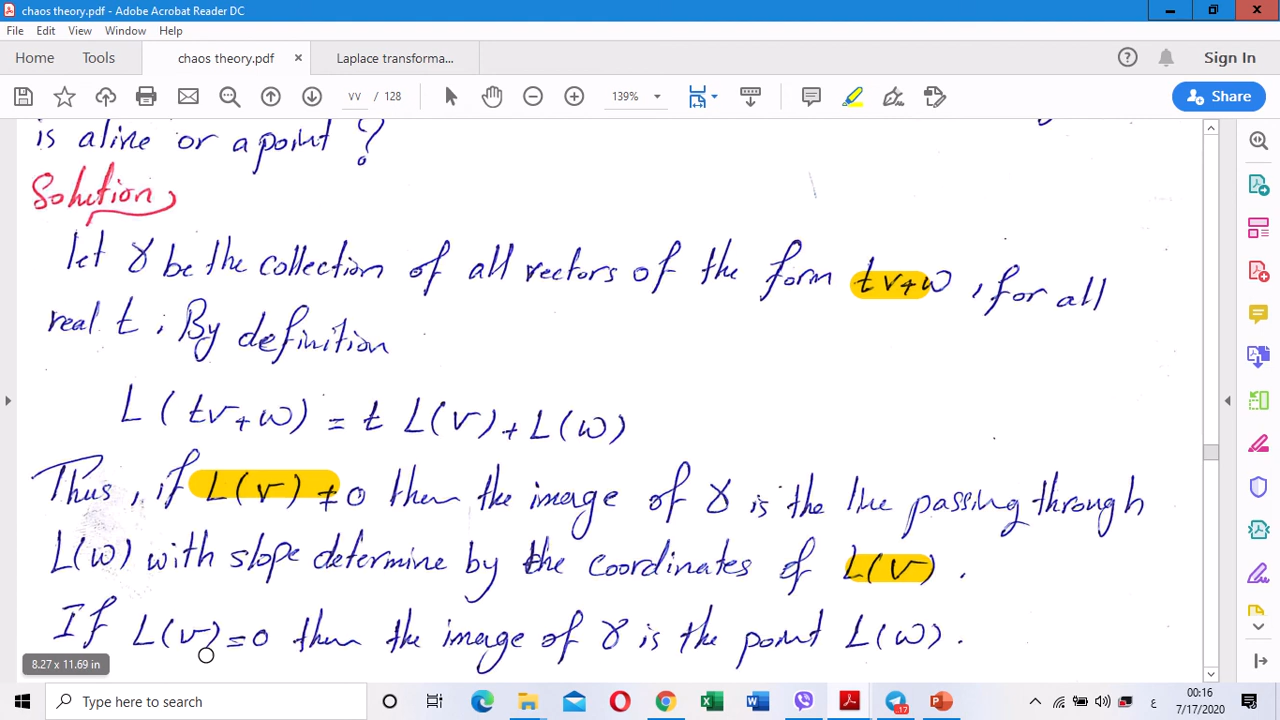 chaos theory.pdf - Adobe Acrobat Reader DC
File Edit View Window Help
Home Tools chaos theory.pdf × Laplace transforma... Sign In
٧٧ / 128 139% Share
is a line or a point ?
Solution
let γ be the collection of all vectors of the form tv+w , for all
real t . By definition
L(tv+w) = t L(v) + L(w)
Thus, if L(v) ≠ 0 then the image of γ is the line passing through
L(w) with slope determine by the coordinates of L(v) .
If L(v) = 0 then the image of γ is the point L(w) .
8.27 x 11.69 in
Type here to search
ع 00:16
7/17/2020